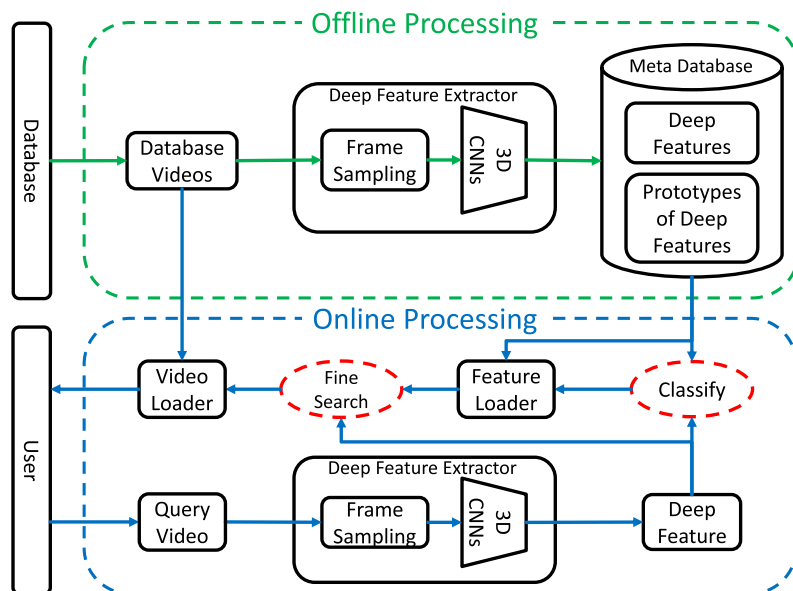 Offline Processing
Database
Database
Videos
Deep Feature Extractor
Frame
Sampling
3D
CNNs
Meta Database
Deep
Features
Prototypes
of Deep
Features
Online Processing
User
Video
Loader
Fine
Search
Feature
Loader
Classify
Query
Video
Deep Feature Extractor
Frame
Sampling
3D
CNNs
Deep
Feature